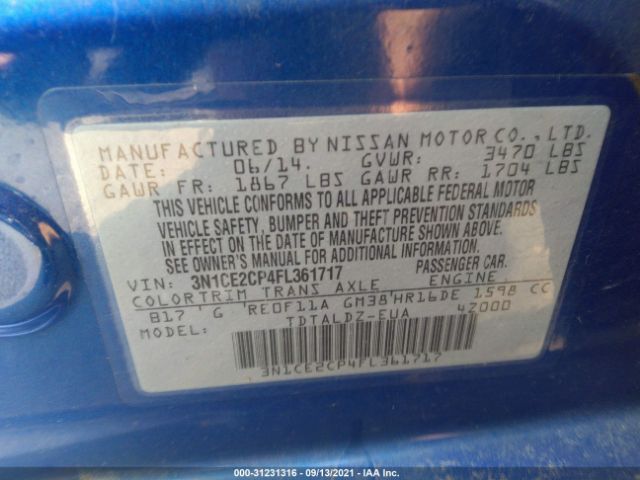 MANUFACTURED BY NISSAN MOTOR CO., LTD.
DATE: 06/14. GVWR: 3470 LBS
GAWR FR: 1867 LBS GAWR RR: 1704 LBS
THIS VEHICLE CONFORMS TO ALL APPLICABLE FEDERAL MOTOR
VEHICLE SAFETY, BUMPER AND THEFT PREVENTION STANDARDS
IN EFFECT ON THE DATE OF MANUFACTURE SHOWN ABOVE.
SEE OWNER'S MANUAL FOR ADDITIONAL INFORMATION.
VIN: 3N1CE2CP4FL361717 PASSENGER CAR.
COLOR TRIM TRANS AXLE ENGINE
B17 G RE0F11A GM38 HR16DE 1598 CC
MODEL: TDTALDZ-EUA 42000
3N1CE2CP4FL361717
000-31231316 - 09/13/2021 - IAA Inc.